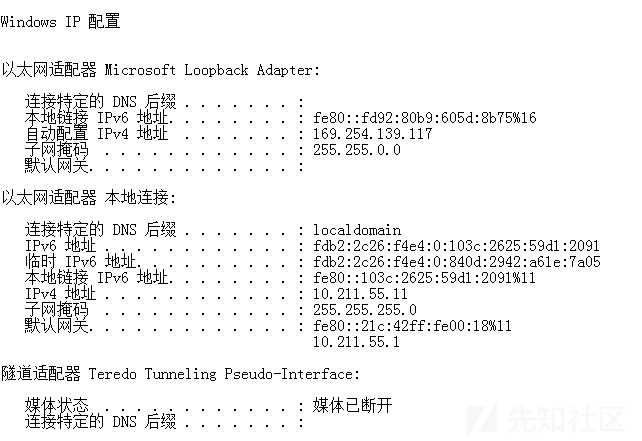 Windows IP 配置
以太网适配器 Microsoft Loopback Adapter:
连接特定的 DNS 后缀 . . . . . . . :
本地链接 IPv6 地址. . . . . . . . : fe80::fd92:80b9:605d:8b75%16
自动配置 IPv4 地址 . . . . . . . : 169.254.139.117
子网掩码 . . . . . . . . . . . . : 255.255.0.0
默认网关. . . . . . . . . . . . . :
以太网适配器 本地连接:
连接特定的 DNS 后缀 . . . . . . . : localdomain
IPv6 地址 . . . . . . . . . . . . : fdb2:2c26:f4e4:0:103c:2625:59d1:2091
临时 IPv6 地址. . . . . . . . . . : fdb2:2c26:f4e4:0:840d:2942:a61e:7a05
本地链接 IPv6 地址. . . . . . . . : fe80::103c:2625:59d1:2091%11
IPv4 地址 . . . . . . . . . . . . : 10.211.55.11
子网掩码 . . . . . . . . . . . . : 255.255.255.0
默认网关. . . . . . . . . . . . . : fe80::21c:42ff:fe00:18%11
10.211.55.1
隧道适配器 Teredo Tunneling Pseudo-Interface:
媒体状态 . . . . . . . . . . . . : 媒体已断开
连接特定的 DNS 后缀 . . . . . . . :
先知社区